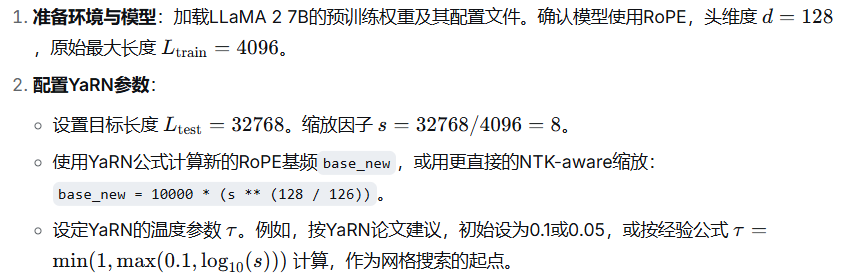 1. 准备环境与模型：加载LLaMA 2 7B的预训练权重及其配置文件。确认模型使用RoPE，头维度 d = 128
，原始最大长度 L_train = 4096。
2. 配置YaRN参数：
○ 设置目标长度 L_test = 32768。缩放因子 s = 32768/4096 = 8。
○ 使用YaRN公式计算新的RoPE基频 base_new ，或用更直接的NTK-aware缩放：
base_new = 10000 * (s ** (128 / 126)) 。
○ 设定YaRN的温度参数 τ。例如，按YaRN论文建议，初始设为0.1或0.05，或按经验公式 τ =
min(1, max(0.1, log₁₀(s))) 计算，作为网格搜索的起点。